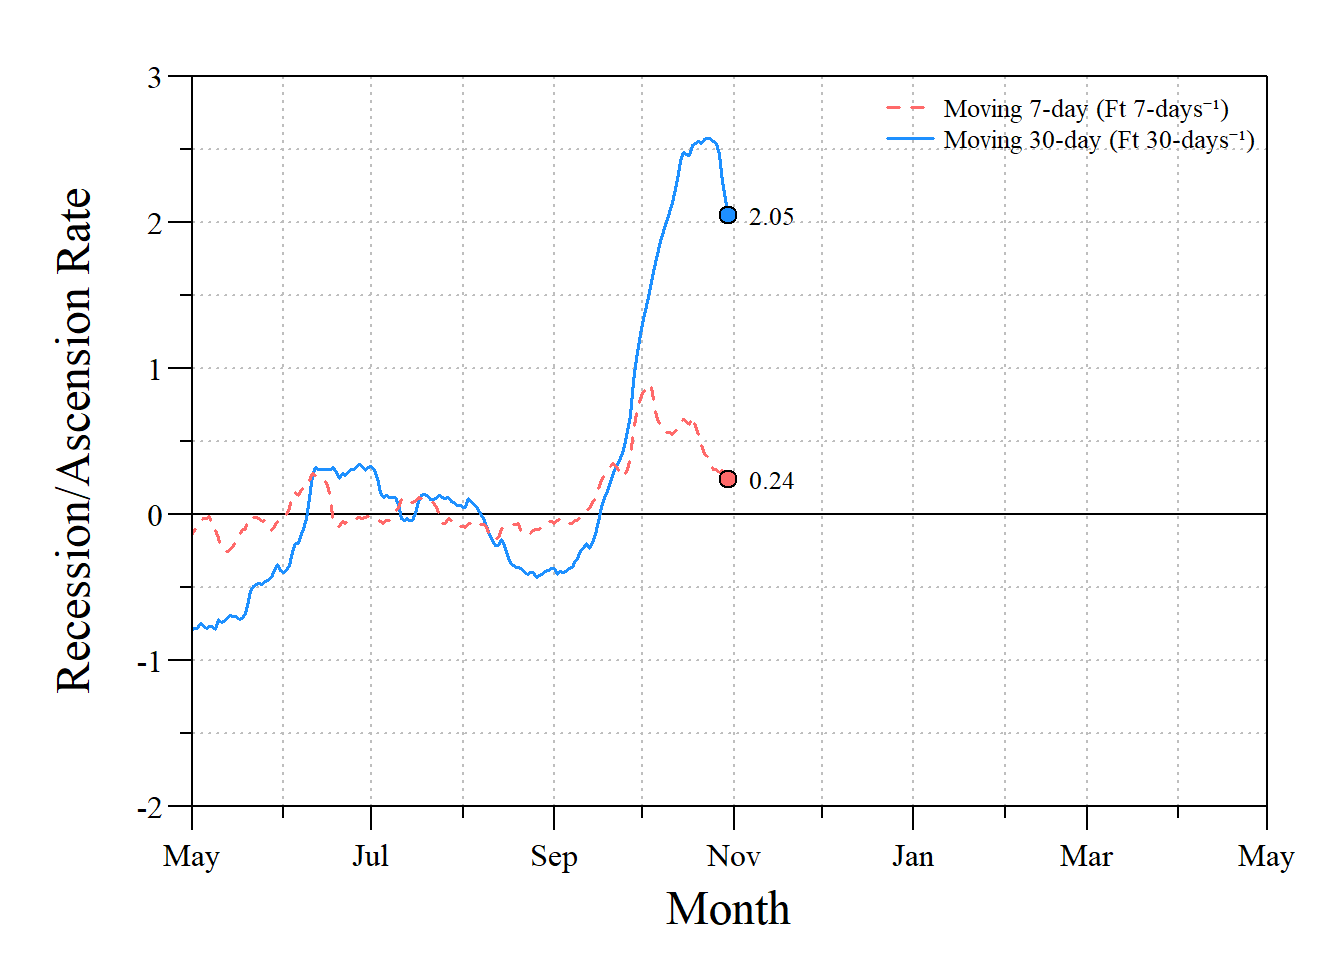 3
2
1
0
-1
-2
Recession/Ascension Rate
Moving 7-day (Ft 7-days⁻¹)
Moving 30-day (Ft 30-days⁻¹)
2.05
0.24
May Jul Sep Nov Jan Mar May
Month